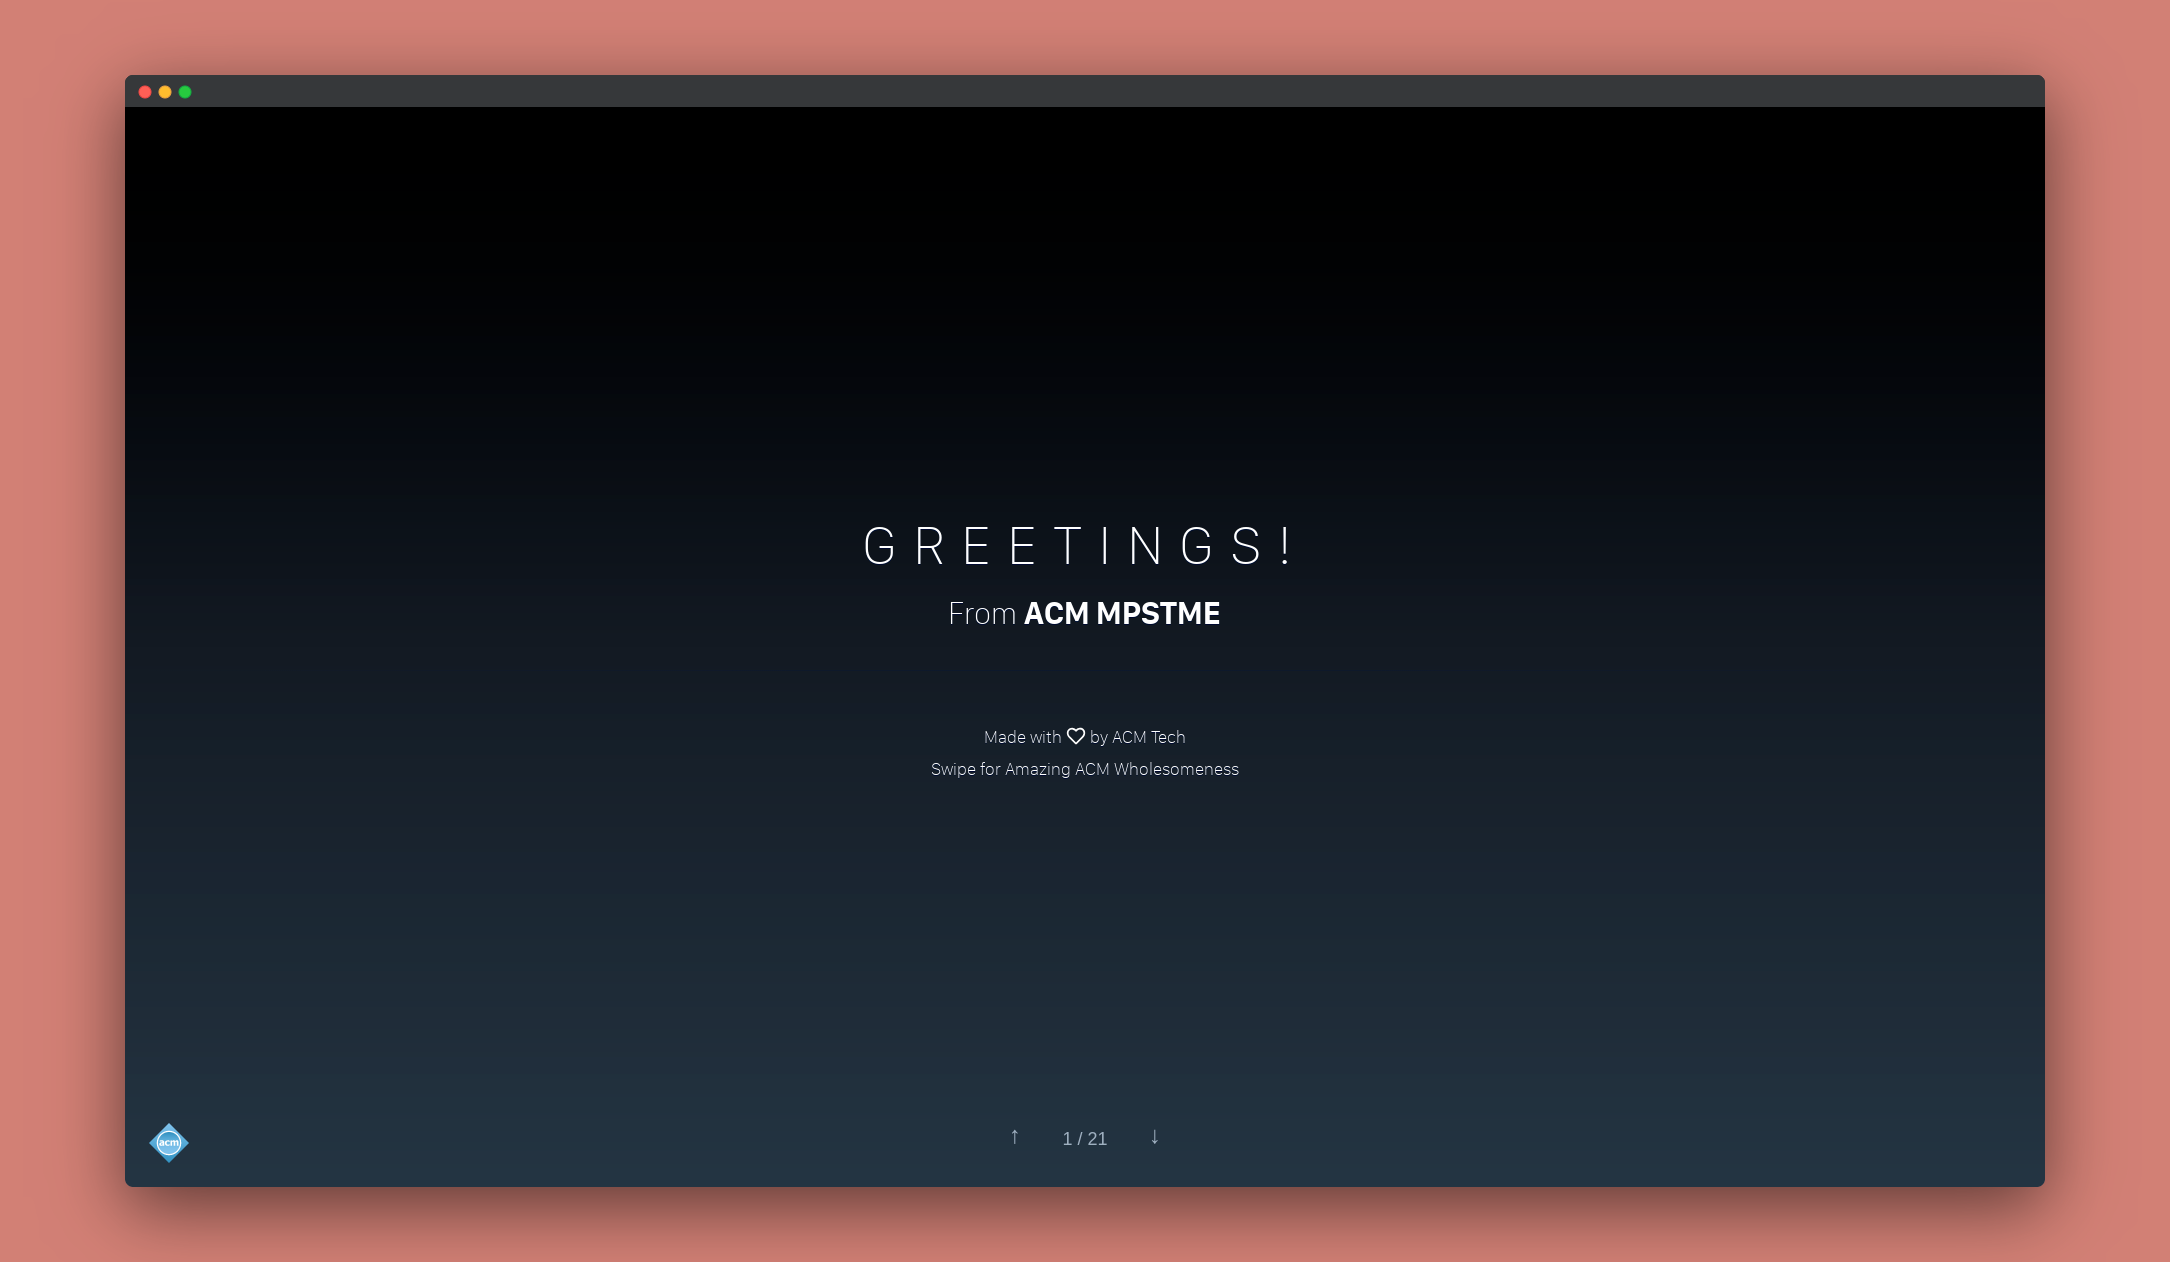 GREETINGS!
From ACM MPSTME
Made with ♡ by ACM Tech
Swipe for Amazing ACM Wholesomeness
acm
↑ 1 / 21 ↓